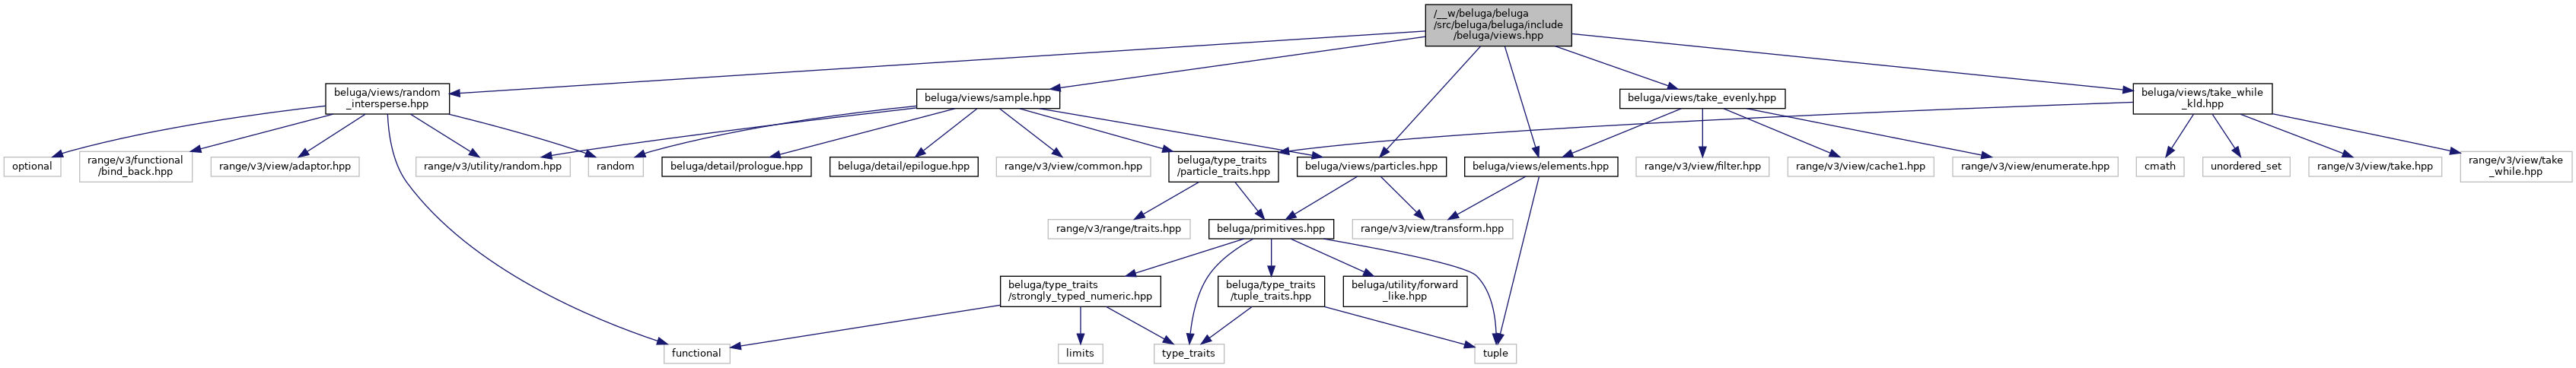 /__w/beluga/beluga
/src/beluga/beluga/include
/beluga/views.hpp
beluga/views/random
_intersperse.hpp
beluga/views/sample.hpp
beluga/views/take_evenly.hpp
beluga/views/take_while
_kld.hpp
optional
range/v3/functional
/bind_back.hpp
range/v3/view/adaptor.hpp
range/v3/utility/random.hpp
random
beluga/detail/prologue.hpp
beluga/detail/epilogue.hpp
range/v3/view/common.hpp
beluga/type_traits
/particle_traits.hpp
beluga/views/particles.hpp
beluga/views/elements.hpp
range/v3/view/filter.hpp
range/v3/view/cache1.hpp
range/v3/view/enumerate.hpp
cmath
unordered_set
range/v3/view/take.hpp
range/v3/view/take
_while.hpp
range/v3/range/traits.hpp
beluga/primitives.hpp
range/v3/view/transform.hpp
beluga/type_traits
/strongly_typed_numeric.hpp
beluga/type_traits
/tuple_traits.hpp
beluga/utility/forward
_like.hpp
functional
limits
type_traits
tuple